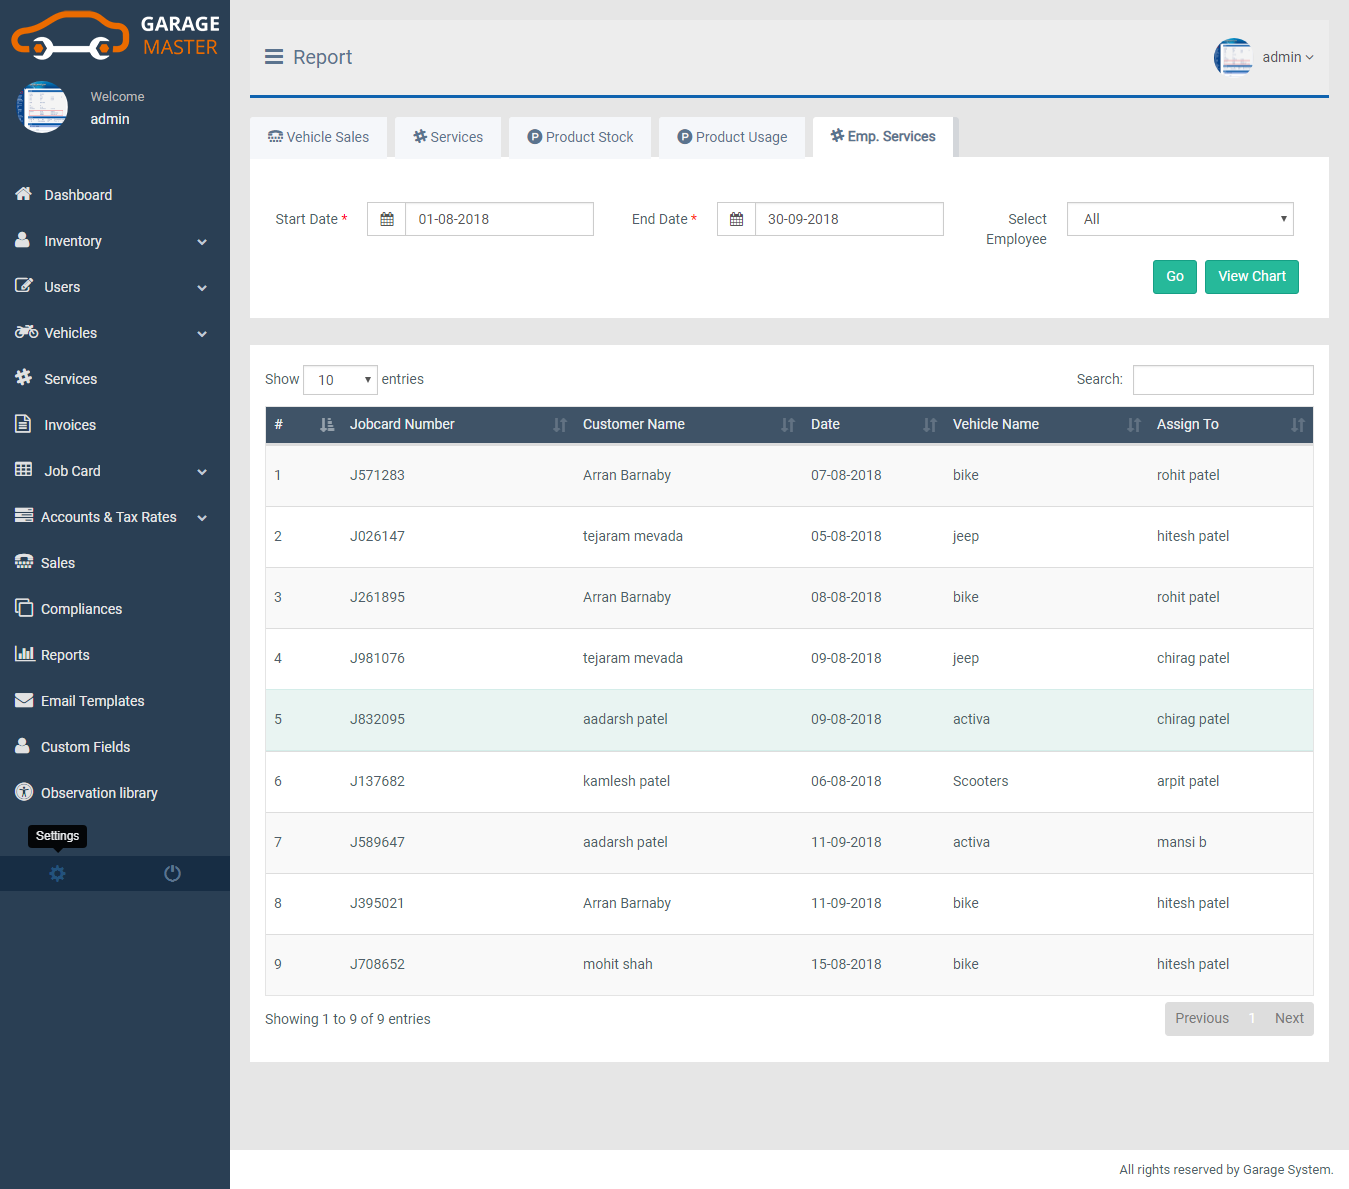 GARAGE
MASTER
Welcome
admin
Dashboard
Inventory
Users
Vehicles
Services
Invoices
Job Card
Accounts & Tax Rates
Sales
Compliances
Reports
Email Templates
Custom Fields
Observation library
Settings
Report
admin
Vehicle Sales
Services
P Product Stock
P Product Usage
Emp. Services
Start Date * 01-08-2018 End Date * 30-09-2018 Select All
Employee
Go View Chart
Show 10 entries Search:
# Jobcard Number Customer Name Date Vehicle Name Assign To
1 J571283 Arran Barnaby 07-08-2018 bike rohit patel
2 J026147 tejaram mevada 05-08-2018 jeep hitesh patel
3 J261895 Arran Barnaby 08-08-2018 bike rohit patel
4 J981076 tejaram mevada 09-08-2018 jeep chirag patel
5 J832095 aadarsh patel 09-08-2018 activa chirag patel
6 J137682 kamlesh patel 06-08-2018 Scooters arpit patel
7 J589647 aadarsh patel 11-09-2018 activa mansi b
8 J395021 Arran Barnaby 11-09-2018 bike hitesh patel
9 J708652 mohit shah 15-08-2018 bike hitesh patel
Showing 1 to 9 of 9 entries Previous 1 Next
All rights reserved by Garage System.